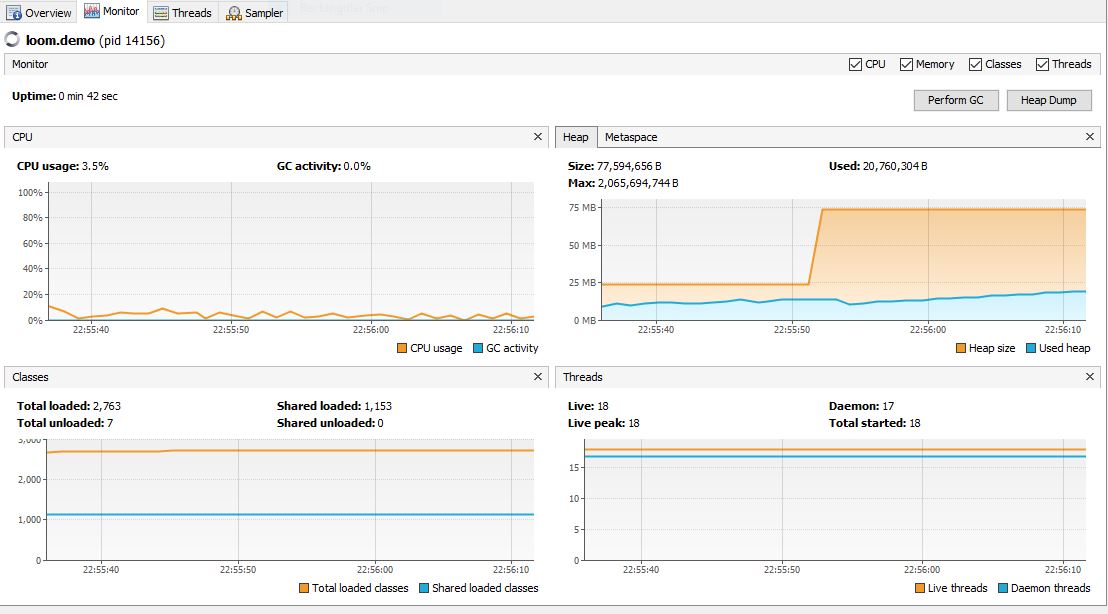 Overview Monitor Threads Sampler
loom.demo (pid 14156)
Monitor CPU Memory Classes Threads
Uptime: 0 min 42 sec
Perform GC Heap Dump
CPU
CPU usage: 3.5% GC activity: 0.0%
100%
80%
60%
40%
20%
0%
22:55:40 22:55:50 22:56:00 22:56:10
CPU usage GC activity
Heap Metaspace
Size: 77,594,656 B Used: 20,760,304 B
Max: 2,065,694,744 B
75 MB
50 MB
25 MB
0 MB
22:55:40 22:55:50 22:56:00 22:56:10
Heap size Used heap
Classes
Total loaded: 2,763 Shared loaded: 1,153
Total unloaded: 7 Shared unloaded: 0
3,000
2,000
1,000
0
22:55:40 22:55:50 22:56:00 22:56:10
Total loaded classes Shared loaded classes
Threads
Live: 18 Daemon: 17
Live peak: 18 Total started: 18
15
10
5
0
22:55:40 22:55:50 22:56:00 22:56:10
Live threads Daemon threads